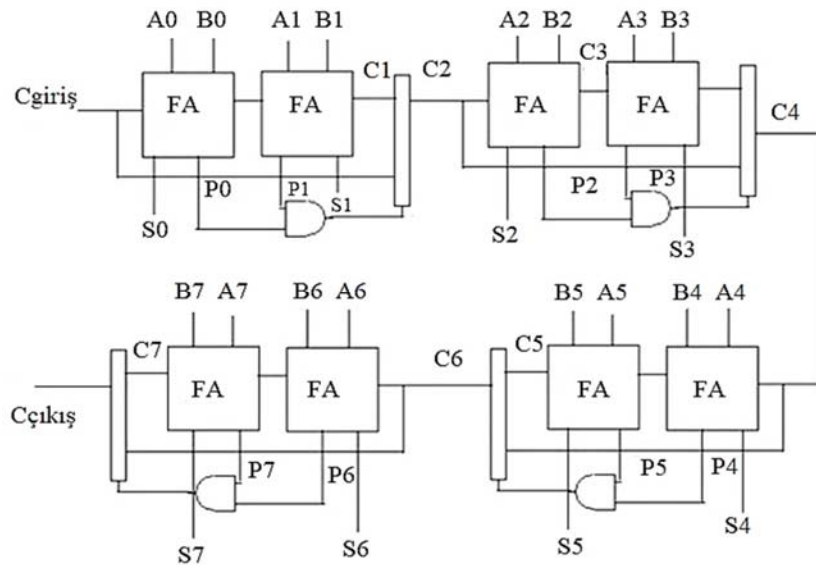 A0 B0 A1 B1 A2 B2 A3 B3
C1 C2 C3
Cgiriş FA FA FA FA C4
P0 P1 S1 P2 P3
S0 S2 S3
B7 A7 B6 A6 B5 A5 B4 A4
C7 C6 C5
FA FA FA FA
Cçıkış
P7 P6 P5 P4
S7 S6 S5 S4